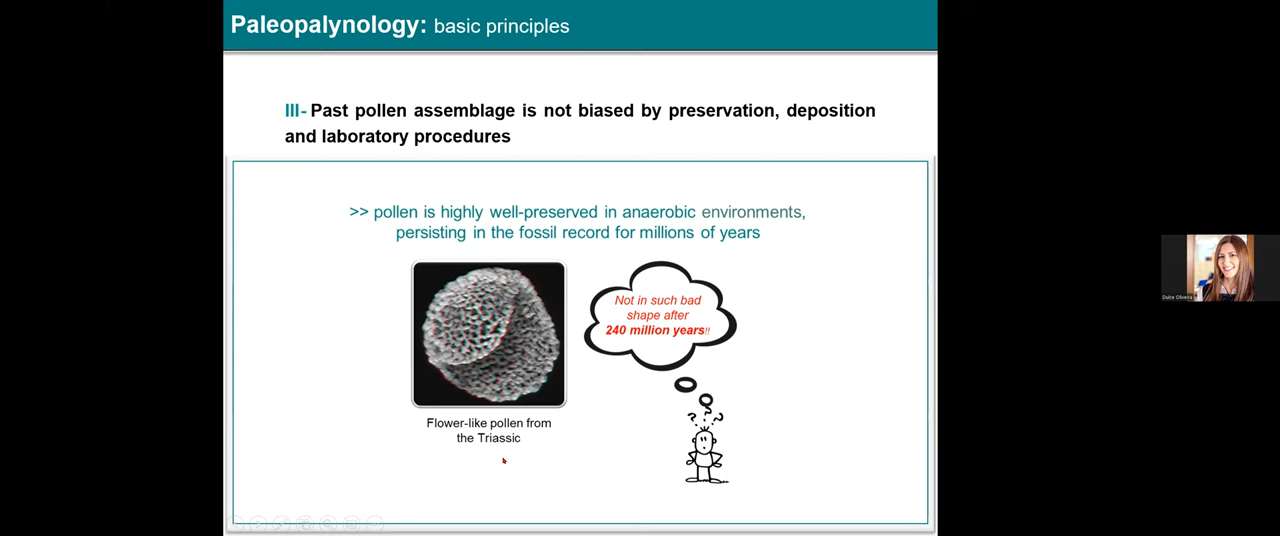 Paleopalynology: basic principles
III- Past pollen assemblage is not biased by preservation, deposition
and laboratory procedures
>> pollen is highly well-preserved in anaerobic environments,
persisting in the fossil record for millions of years
Not in such bad
shape after
240 million years!!
Flower-like pollen from
the Triassic
? ? ?
Dulce Oliveira